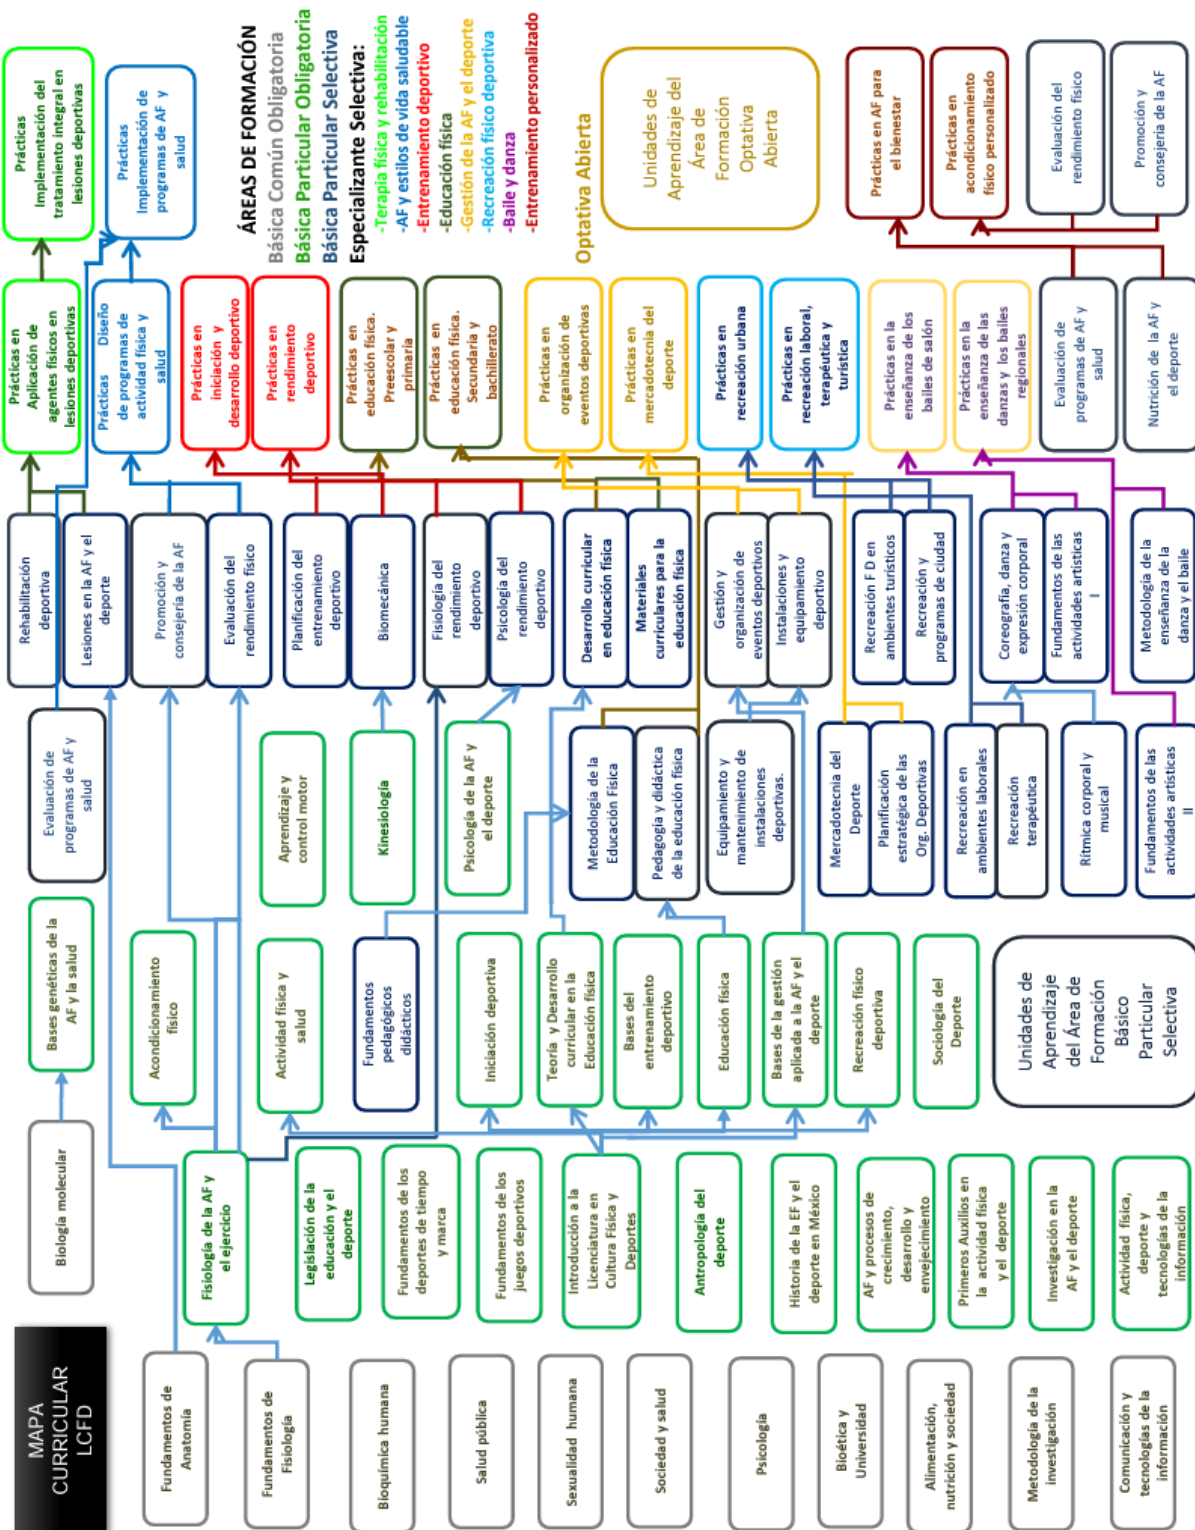 MAPA
CURRICULAR
LCFD
Fundamentos de
Anatomía
Fundamentos de
Fisiología
Bioquímica humana
Salud pública
Sexualidad humana
Sociedad y salud
Psicología
Bioética y
Universidad
Alimentación,
nutrición y sociedad
Metodología de la
investigación
Comunicación y
tecnologías de la
información
Biología molecular
Fisiología de la AF y
el ejercicio
Legislación de la
educación y el
deporte
Fundamentos de los
deportes de tiempo
y marca
Fundamentos de los
juegos deportivos
Introducción a la
Licenciatura en
Cultura Física y
Deportes
Antropología del
deporte
Historia de la EF y el
deporte en México
AF y procesos de
crecimiento,
desarrollo y
envejecimiento
Primeros Auxilios en
la actividad física
y el deporte
Investigación en la
AF y el deporte
Actividad física,
deporte y
tecnologías de la
información
Bases genéticas de la
AF y la salud
Acondicionamiento
físico
Actividad física y
salud
Fundamentos
pedagógicos
didácticos
Iniciación deportiva
Teoría y Desarrollo
curricular en la
Educación física
Bases del
entrenamiento
deportivo
Educación física
Bases de la gestión
aplicada a la AF y el
deporte
Recreación físico
deportiva
Sociología del
Deporte
Unidades de
Aprendizaje
del Área de
Formación
Básico
Particular
Selectiva
Evaluación de
programas de AF y
salud
Aprendizaje y
control motor
Kinesiología
Psicología de la AF y
el deporte
Metodología de la
Educación Física
Pedagogía y didáctica
de la educación física
Equipamiento y
mantenimiento de
instalaciones
deportivas.
Mercadotecnia del
Deporte
Planificación
estratégica de las
Org. Deportivas
Recreación en
ambientes laborales
Recreación
terapéutica
Rítmica corporal y
musical
Fundamentos de las
actividades artísticas
II
Rehabilitación
deportiva
Lesiones en la AF y el
deporte
Promoción y
consejería de la AF
Evaluación del
rendimiento físico
Planificación del
entrenamiento
deportivo
Biomecánica
Fisiología del
rendimiento
deportivo
Psicología del
rendimiento
deportivo
Desarrollo curricular
en educación física
Materiales
curriculares para la
educación física
Gestión y
organización de
eventos deportivos
Instalaciones y
equipamiento
deportivo
Recreación F D en
ambientes turísticos
Recreación y
programas de ciudad
Coreografía, danza y
expresión corporal
Fundamentos de las
actividades artísticas
I
Metodología de la
enseñanza de la
danza y el baile
Prácticas en
Aplicación de
agentes físicos en
lesiones deportivas
Prácticas Diseño
de programas de
actividad física y
salud
Prácticas en
iniciación y
desarrollo deportivo
Prácticas en
rendimiento
deportivo
Prácticas en
educación física.
Preescolar y
primaria
Prácticas en
educación física.
Secundaria y
bachillerato
Prácticas en
organización de
eventos deportivas
Prácticas en
mercadotecnia del
deporte
Prácticas en
recreación urbana
Prácticas en
recreación laboral,
terapéutica y
turística
Prácticas en la
enseñanza de los
bailes de salón
Prácticas en la
enseñanza de las
danzas y los bailes
regionales
Evaluación de
programas de AF y
salud
Nutrición de la AF y
el deporte
Prácticas
Implementación del
tratamiento integral en
lesiones deportivas
Prácticas
Implementación de
programas de AF y
salud
ÁREAS DE FORMACIÓN
Básica Común Obligatoria
Básica Particular Obligatoria
Básica Particular Selectiva
Especializante Selectiva:
-Terapia física y rehabilitación
-AF y estilos de vida saludable
-Entrenamiento deportivo
-Educación física
-Gestión de la AF y el deporte
-Recreación físico deportiva
-Baile y danza
-Entrenamiento personalizado
Optativa Abierta
Unidades de
Aprendizaje del
Área de
Formación
Optativa
Abierta
Prácticas en AF para
el bienestar
Prácticas en
acondicionamiento
físico personalizado
Evaluación del
rendimiento físico
Promoción y
consejería de la AF